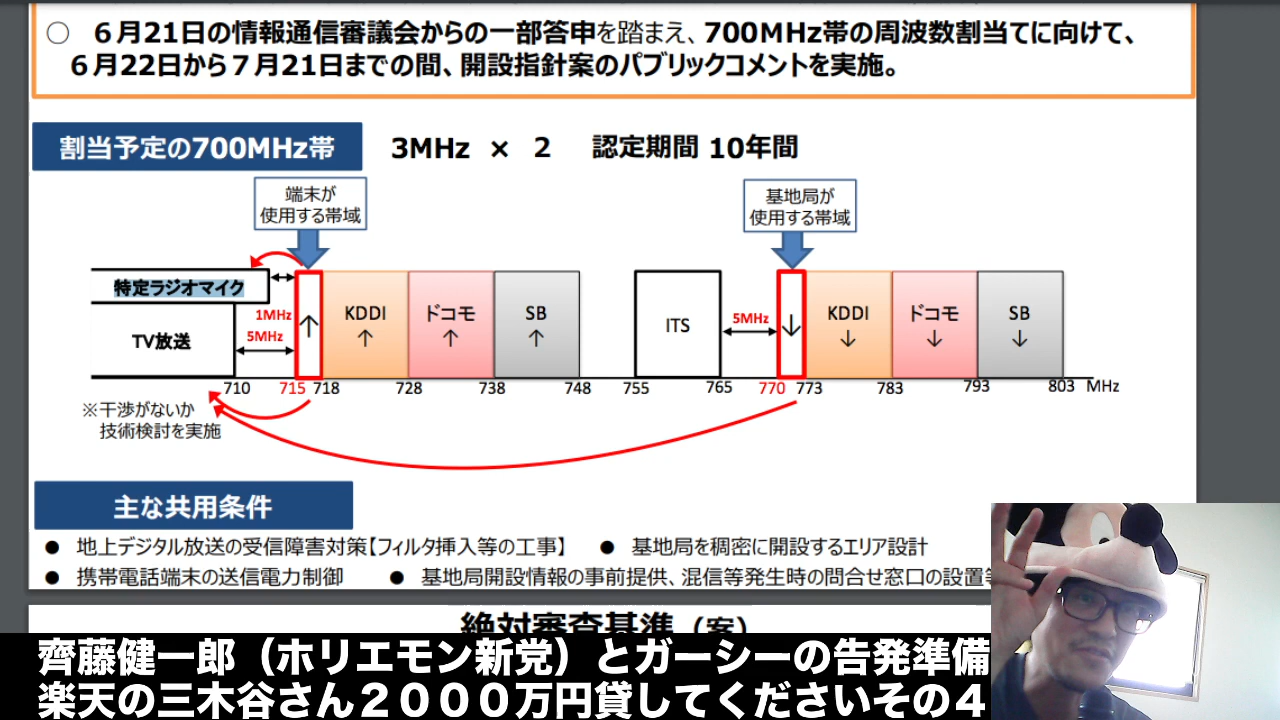 ○ 6月21日の情報通信審議会からの一部答申を踏まえ、700MHz帯の周波数割当てに向けて、
6月22日から7月21日までの間、開設指針案のパブリックコメントを実施。
割当予定の700MHz帯 3MHz × 2 認定期間 10年間
端末が
使用する帯域
基地局が
使用する帯域
特定ラジオマイク
TV放送
1MHz
5MHz
↑
KDDI
↑
ドコモ
↑
SB
↑
ITS
5MHz
↓
KDDI
↓
ドコモ
↓
SB
↓
710 715 718 728 738 748 755 765 770 773 783 793 803 MHz
※干渉がないか
技術検討を実施
主な共用条件
● 地上デジタル放送の受信障害対策【フィルタ挿入等の工事】 ● 基地局を稠密に開設するエリア設計
● 携帯電話端末の送信電力制御 ● 基地局開設情報の事前提供、混信等発生時の問合せ窓口の設置等
絶対審査基準（案）
齊藤健一郎（ホリエモン新党）とガーシーの告発準備
楽天の三木谷さん２０００万円貸してくださいその４